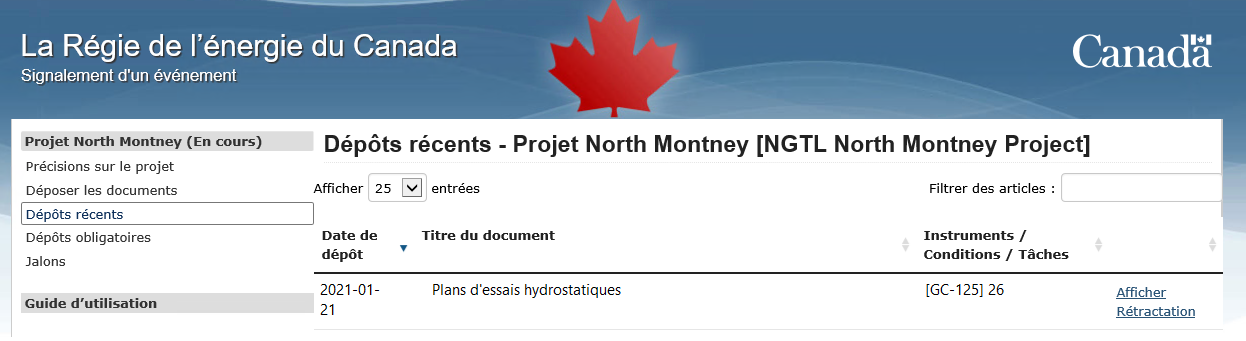 La Régie de l’énergie du Canada
Signalement d'un événement
Canada
Projet North Montney (En cours)
Précisions sur le projet
Déposer les documents
Dépôts récents
Dépôts obligatoires
Jalons
Guide d’utilisation
Dépôts récents - Projet North Montney [NGTL North Montney Project]
Afficher 25 entrées
Filtrer des articles :
Date de
dépôt
Titre du document
Instruments /
Conditions / Tâches
2021-01-
21
Plans d'essais hydrostatiques
[GC-125] 26
Afficher
Rétractation